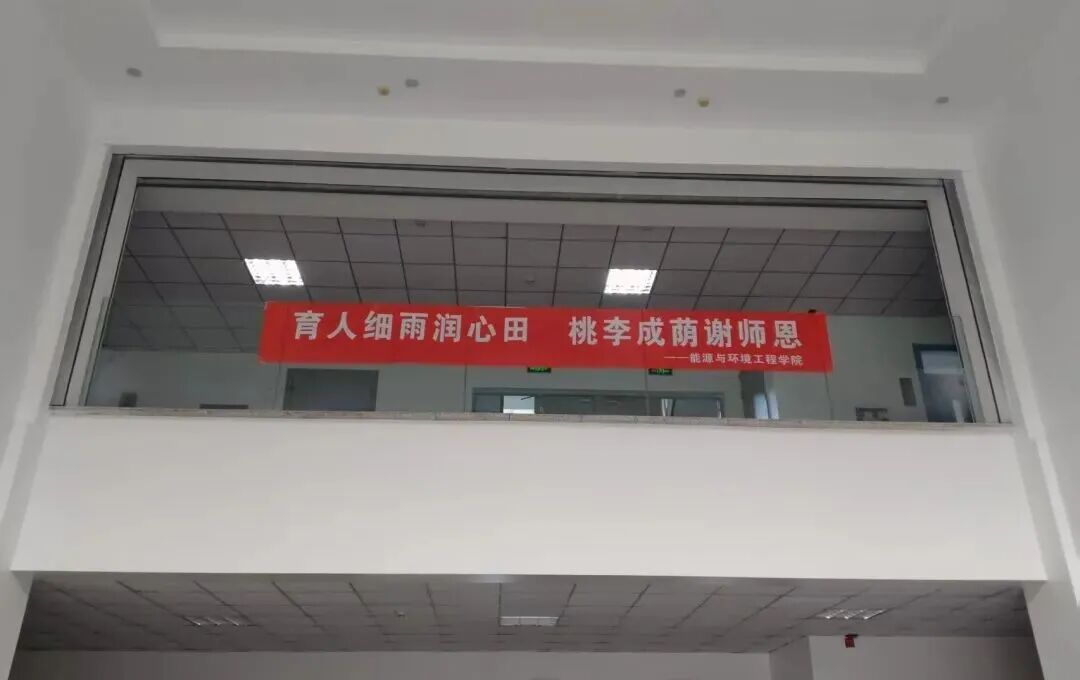 育人细雨润心田 桃李成荫谢师恩
——能源与环境工程学院